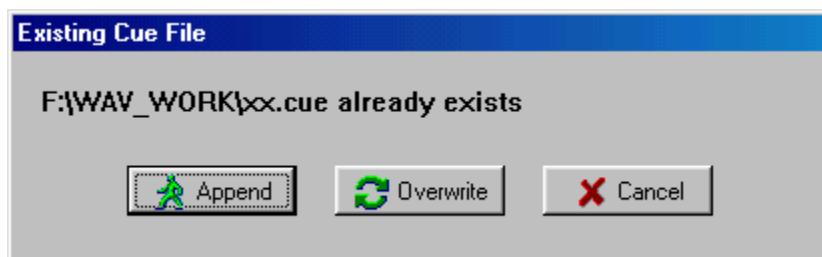 Existing Cue File
F:\WAV_WORK\xx.cue already exists
Append Overwrite Cancel